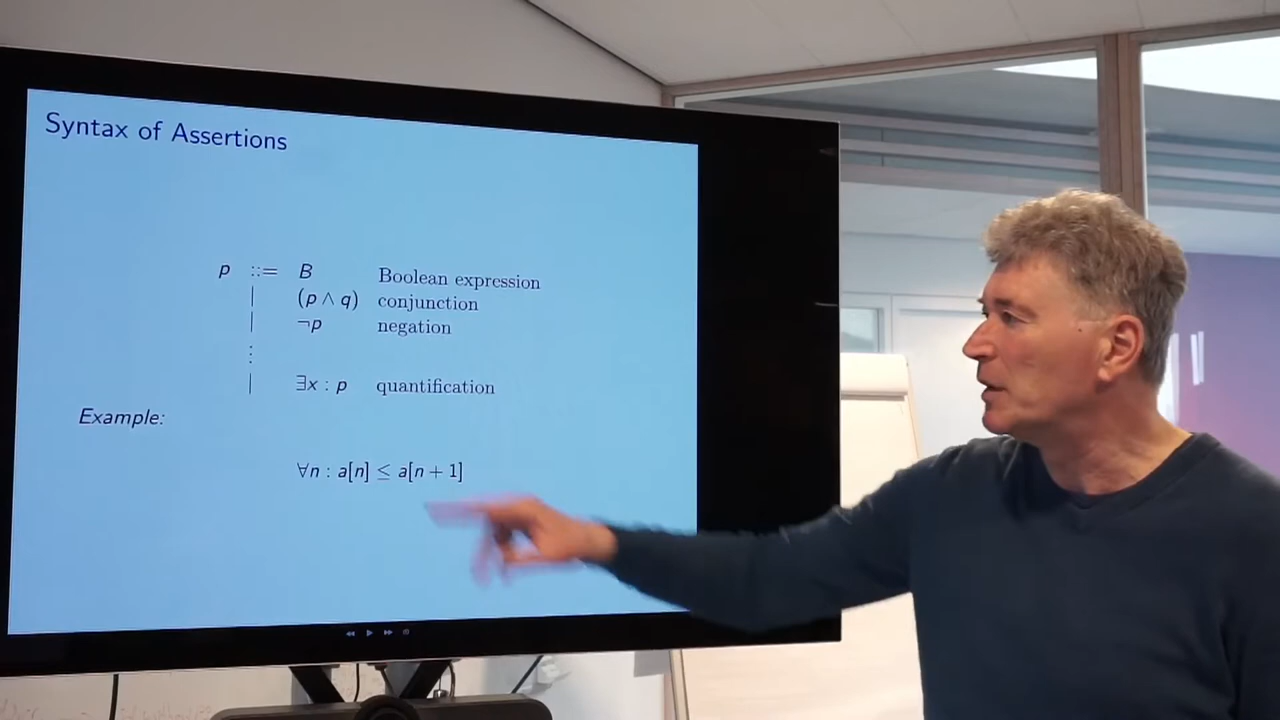 Syntax of Assertions
p ::= B Boolean expression
| (p ∧ q) conjunction
| ¬p negation
⋮
| ∃x : p quantification
Example:
∀n : a[n] ≤ a[n + 1]